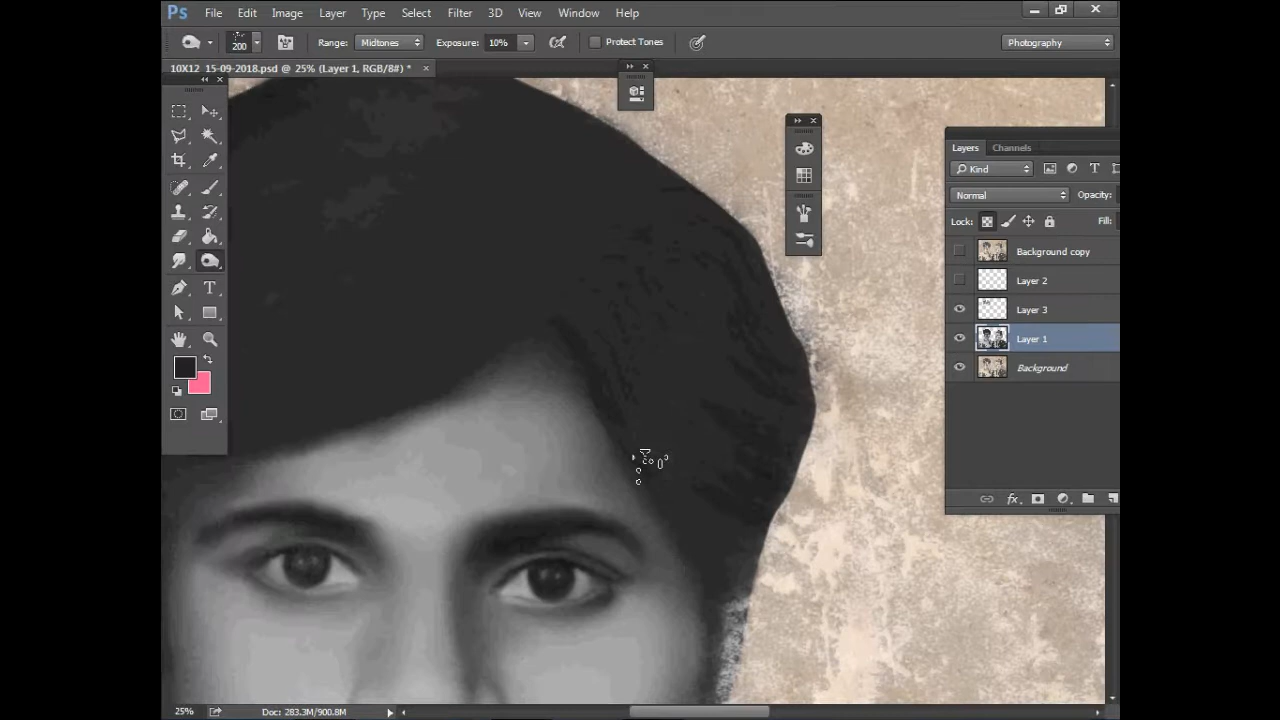 Ps File Edit Image Layer Type Select Filter 3D View Window Help
200 Range: Midtones Exposure: 10% Protect Tones Photography
10X12 15-09-2018.psd @ 25% (Layer 1, RGB/8#) *
Layers Channels
Kind
Normal Opacity:
Lock: Fill:
Background copy
Layer 2
Layer 3
Layer 1
Background
fx
25% Doc: 283.3M/900.8M